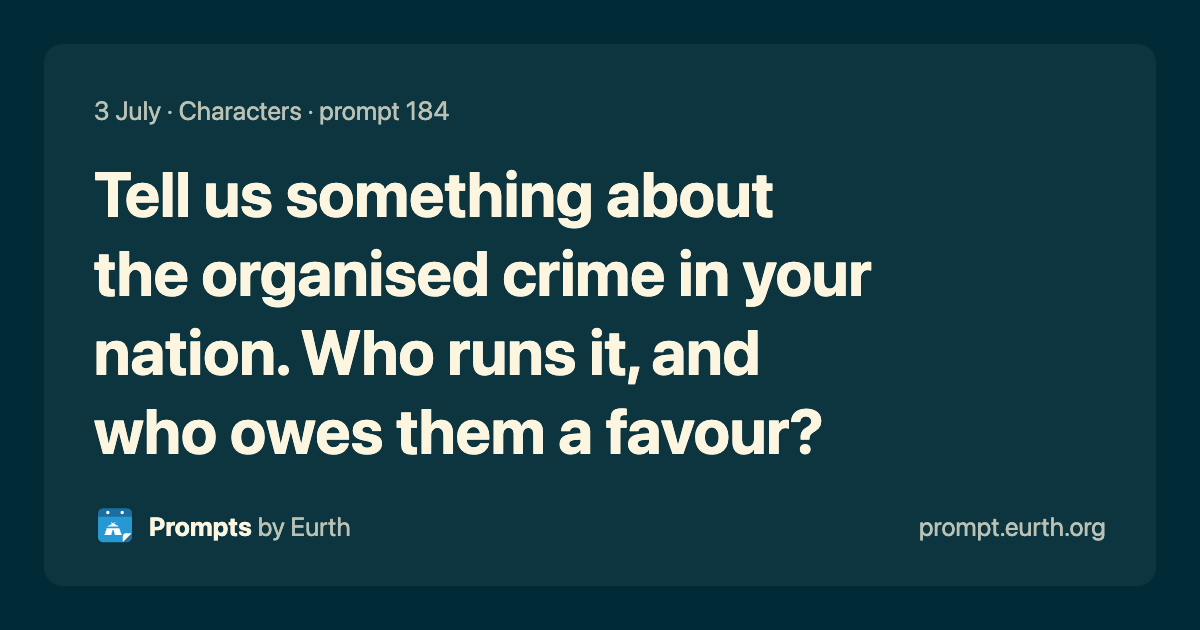 3 July · Characters · prompt 184
Tell us something about
the organised crime in your
nation. Who runs it, and
who owes them a favour?
Prompts by Eurth
prompt.eurth.org